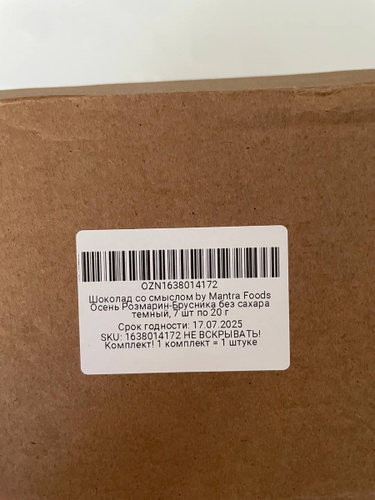 OZN1638014172
Шоколад со смыслом by Mantra Foods
Осень Розмарин-Брусника без сахара
темный, 7 шт по 20 г
Срок годности: 17.07.2025
SKU: 1638014172 НЕ ВСКРЫВАТЬ!
Комплект! 1 комплект = 1 штуке